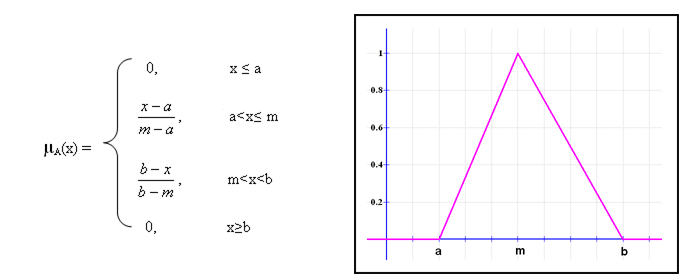 μA(x) =
0, x ≤ a
x − a
m − a , a<x≤ m
b − x
b − m , m<x<b
0, x≥b
1
0.8
0.6
0.4
0.2
a m b